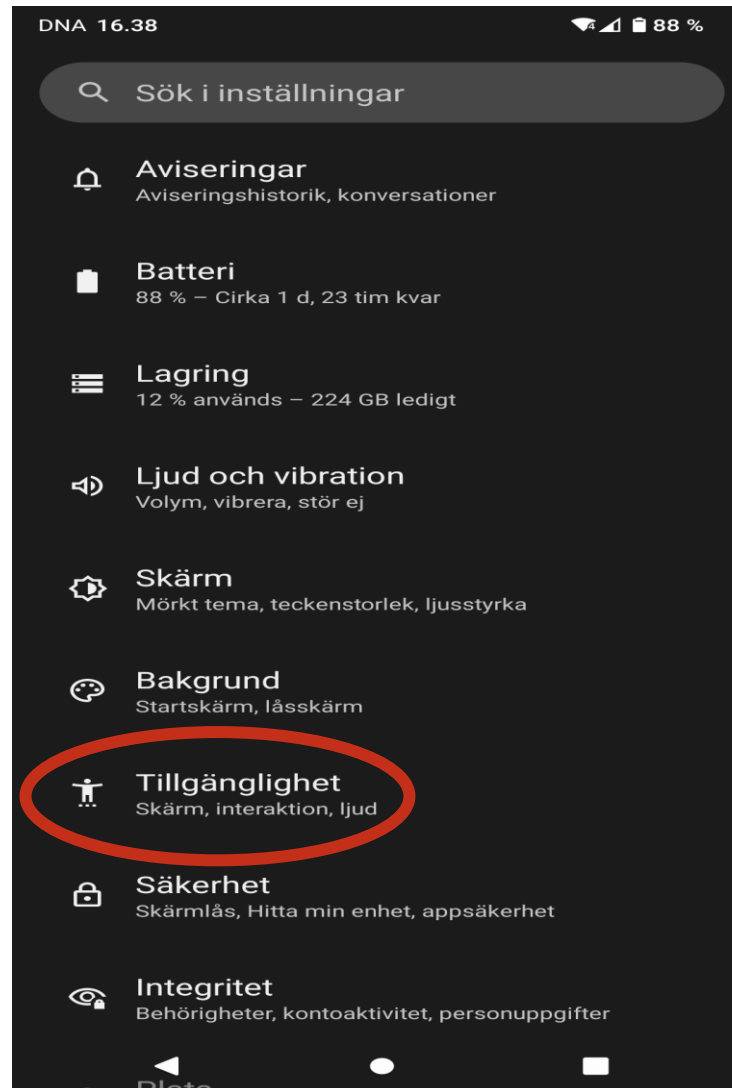 DNA 16.38
88 %
Sök i inställningar
Aviseringar
Aviseringshistorik, konversationer
Batteri
88 % – Cirka 1 d, 23 tim kvar
Lagring
12 % används – 224 GB ledigt
Ljud och vibration
Volym, vibrera, stör ej
Skärm
Mörkt tema, teckenstorlek, ljusstyrka
Bakgrund
Startskärm, låsskärm
Tillgänglighet
Skärm, interaktion, ljud
Säkerhet
Skärmlås, Hitta min enhet, appsäkerhet
Integritet
Behörigheter, kontoaktivitet, personuppgifter